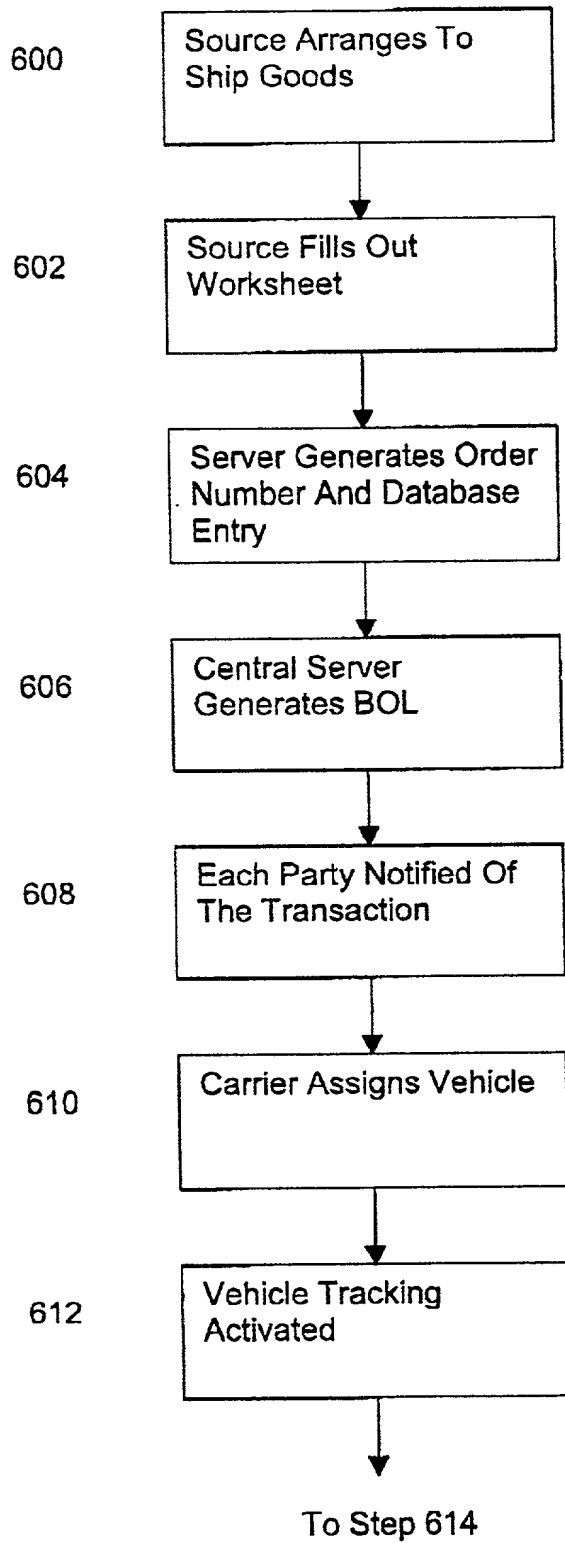 600
Source Arranges To
Ship Goods
602
Source Fills Out
Worksheet
604
Server Generates Order
Number And Database
Entry
606
Central Server
Generates BOL
608
Each Party Notified Of
The Transaction
610
Carrier Assigns Vehicle
612
Vehicle Tracking
Activated
To Step 614